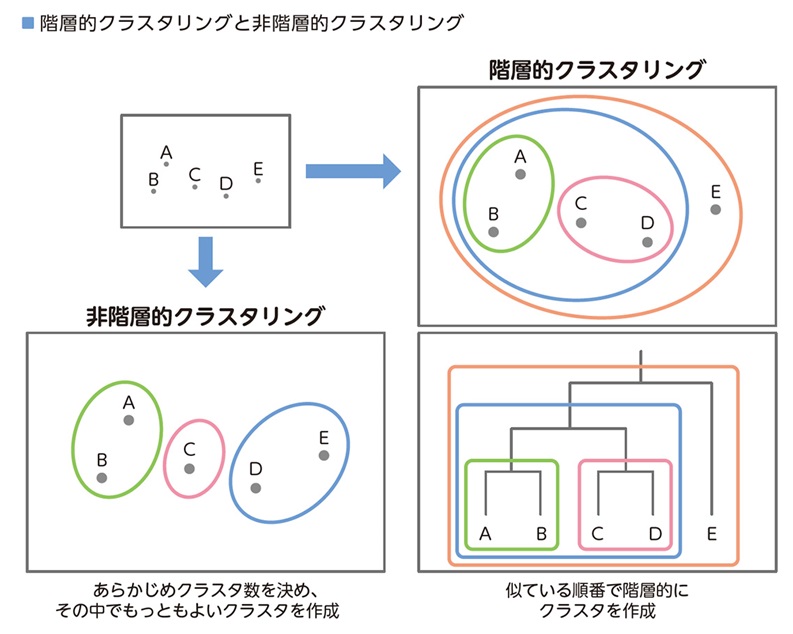 階層的クラスタリングと非階層的クラスタリング
階層的クラスタリング
A
B
C
D
E
A
B
C
D
E
非階層的クラスタリング
A
B
C
D
E
A B C D E
あらかじめクラスタ数を決め、
その中でもっともよいクラスタを作成
似ている順番で階層的に
クラスタを作成